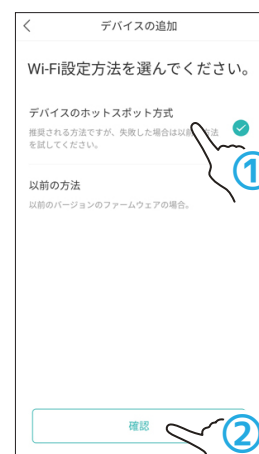 デバイスの追加
Wi-Fi設定方法を選んでください。
デバイスのホットスポット方式
推奨される方法ですが、失敗した場合は以前 方法
を試してください。
以前の方法
以前のバージョンのファームウェアの場合。
確認
①
②